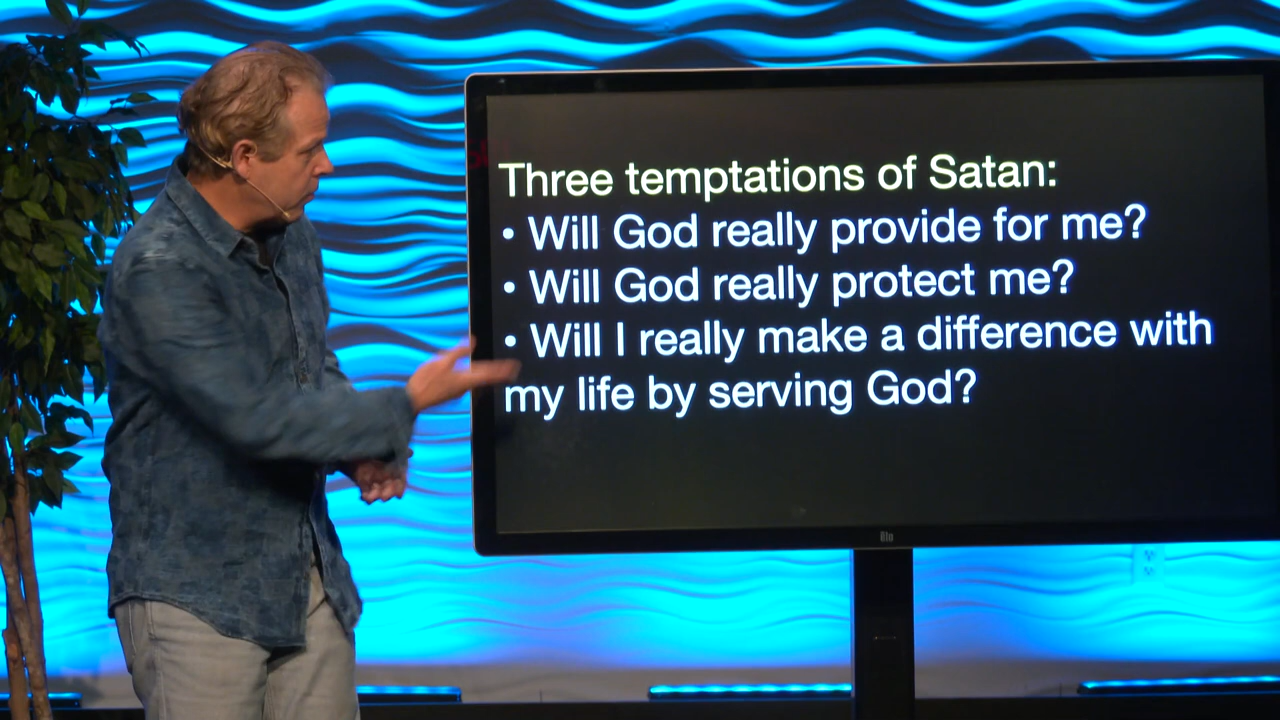 Three temptations of Satan:
• Will God really provide for me?
• Will God really protect me?
• Will I really make a difference with
my life by serving God?
elo